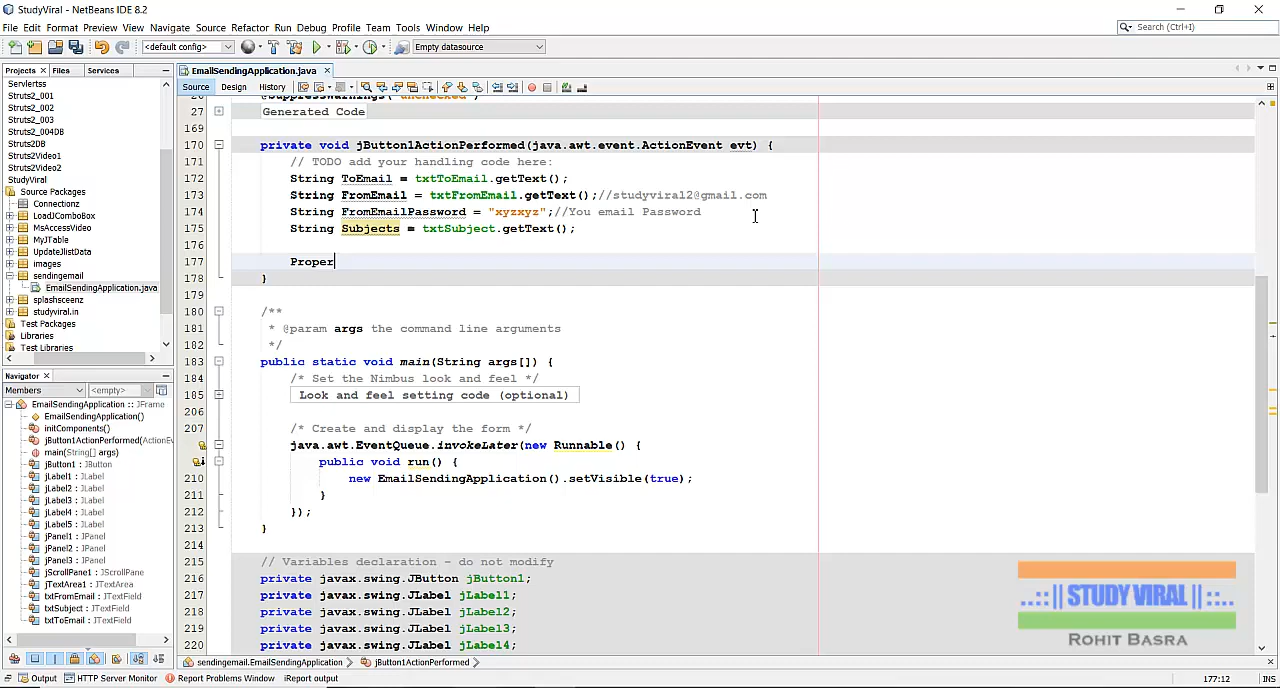 StudyViral - NetBeans IDE 8.2
File Edit Format Preview View Navigate Source Refactor Run Debug Profile Team Tools Window Help
Search (Ctrl+I)
<default config>
Empty datasource
Projects Files Services
EmailSendingApplication.java
Source Design History
Servlertss
Struts2_001
Struts2_002
Struts2_003
Struts2_004DB
Struts2DB
Struts2Video1
Struts2Video2
StudyViral
Source Packages
Connectionz
LoadJComboBox
MsAccessVideo
MyJTable
UpdateJlistData
images
sendingemail
EmailSendingApplication.java
splashsceenz
studyviral.in
Test Packages
Libraries
Test Libraries
Navigator
Members <empty>
EmailSendingApplication :: JFrame
EmailSendingApplication()
initComponents()
jButton1ActionPerformed(ActionEv
main(String[] args)
jButton1 : JButton
jLabel1 : JLabel
jLabel2 : JLabel
jLabel3 : JLabel
jLabel4 : JLabel
jLabel5 : JLabel
jPanel1 : JPanel
jPanel2 : JPanel
jPanel3 : JPanel
jScrollPane1 : JScrollPane
jTextArea1 : JTextArea
txtFromEmail : JTextField
txtSubject : JTextField
txtToEmail : JTextField
26 @SuppressWarnings("unchecked")
27 Generated Code
169
170 private void jButton1ActionPerformed(java.awt.event.ActionEvent evt) {
171 // TODO add your handling code here:
172 String ToEmail = txtToEmail.getText();
173 String FromEmail = txtFromEmail.getText();//studyviral2@gmail.com
174 String FromEmailPassword = "xyzxyz";//You email Password
175 String Subjects = txtSubject.getText();
176
177 Proper
178 }
179
180 /**
181 * @param args the command line arguments
182 */
183 public static void main(String args[]) {
184 /* Set the Nimbus look and feel */
185 Look and feel setting code (optional)
206
207 /* Create and display the form */
java.awt.EventQueue.invokeLater(new Runnable() {
public void run() {
210 new EmailSendingApplication().setVisible(true);
211 }
212 });
213 }
214
215 // Variables declaration - do not modify
216 private javax.swing.JButton jButton1;
217 private javax.swing.JLabel jLabel1;
218 private javax.swing.JLabel jLabel2;
219 private javax.swing.JLabel jLabel3;
220 private javax.swing.JLabel jLabel4;
..::|| STUDY VIRAL ||::..
ROHIT BASRA
sendingemail.EmailSendingApplication jButton1ActionPerformed
Output HTTP Server Monitor Report Problems Window iReport output
177:12 INS